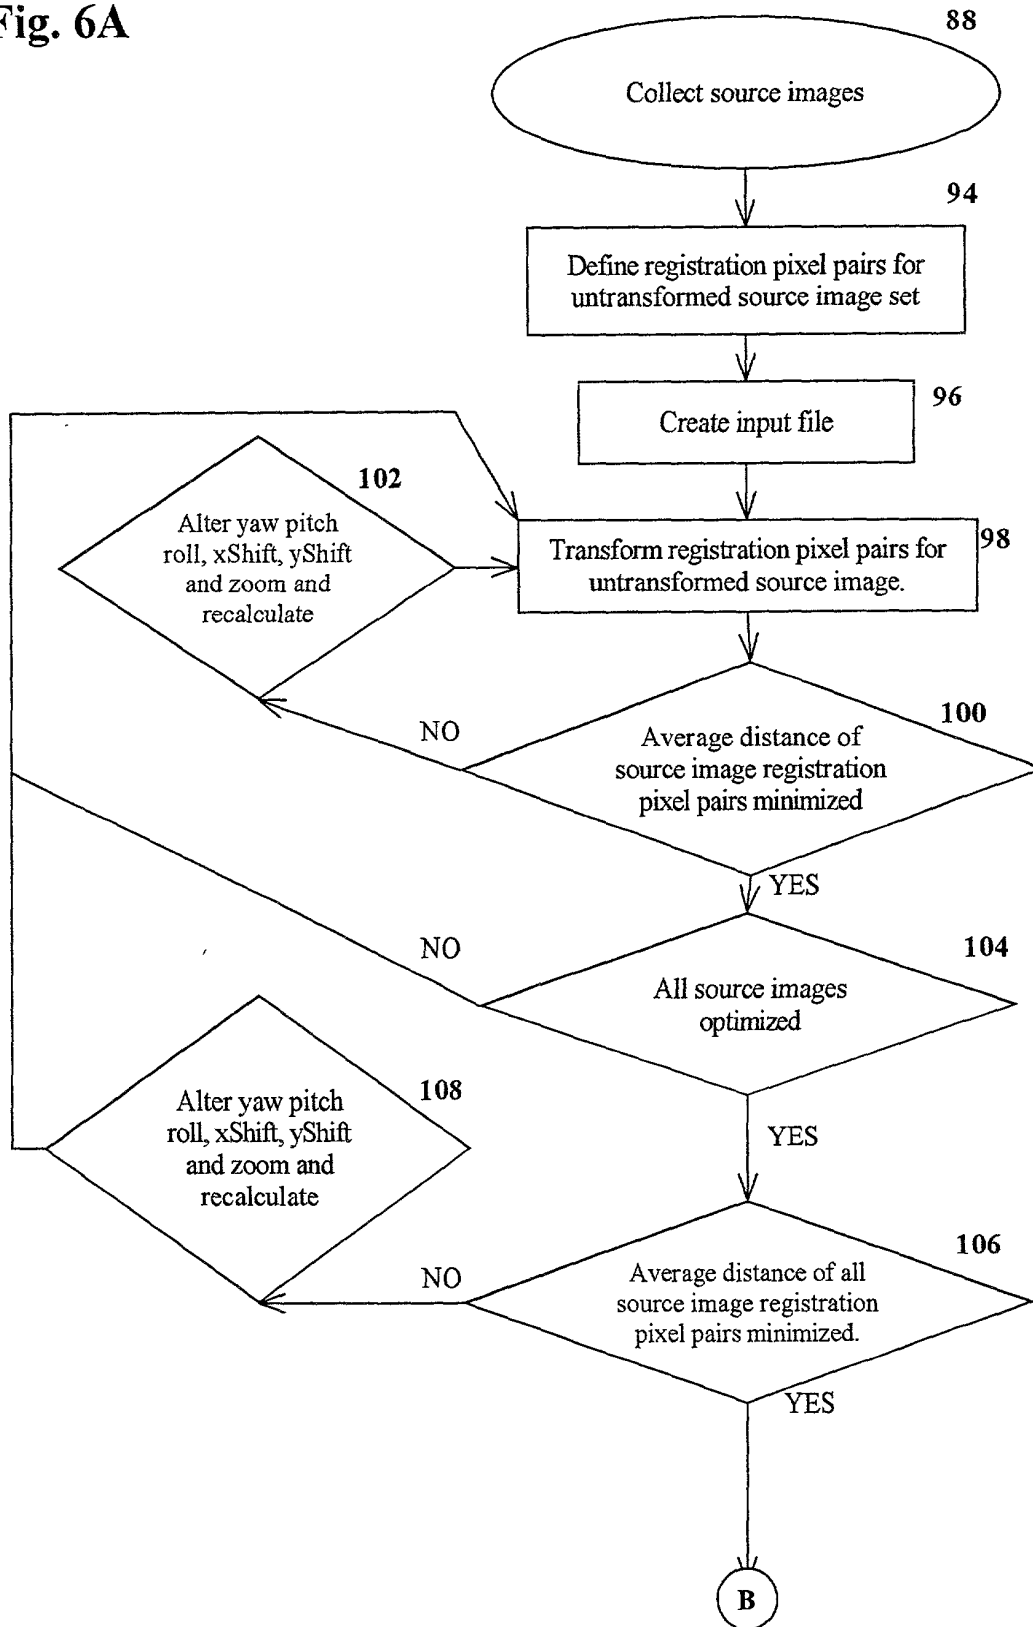 Fig. 6A
88
Collect source images
94
Define registration pixel pairs for
untransformed source image set
96
Create input file
102
Alter yaw pitch
roll, xShift, yShift
and zoom and
recalculate
98
Transform registration pixel pairs for
untransformed source image.
100
NO
Average distance of
source image registration
pixel pairs minimized
YES
NO
104
All source images
optimized
108
Alter yaw pitch
roll, xShift, yShift
and zoom and
recalculate
YES
106
NO
Average distance of all
source image registration
pixel pairs minimized.
YES
B